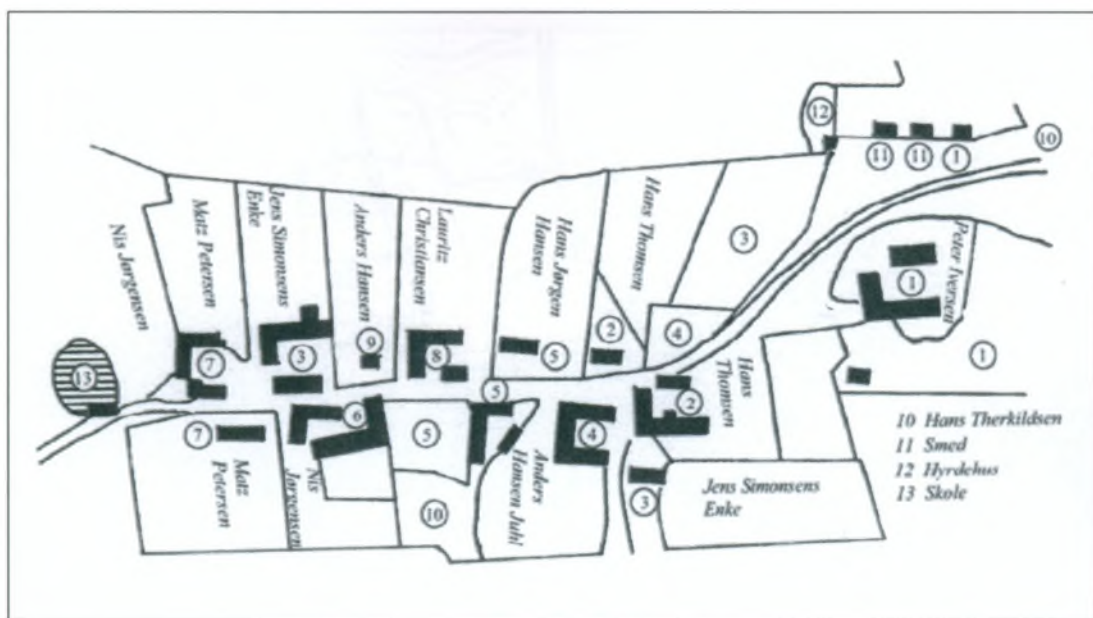 12
11
11
1
10
Nis Jørgensen
Matz Petersen
Jens Simonsens
Enke
Anders Hansen
Lauritz
Christiansen
Hans Jørgen
Hansen
Hans Thomsen
3
Peter Iversen
1
1
13
7
3
9
8
5
2
4
5
Hans
Thomsen
2
7
Matz
Petersen
Nis
Jørgensen
6
5
10
Anders
Hansen Juhl
4
3
Jens Simonsens
Enke
10 Hans Therkildsen
11 Smed
12 Hyrdehus
13 Skole